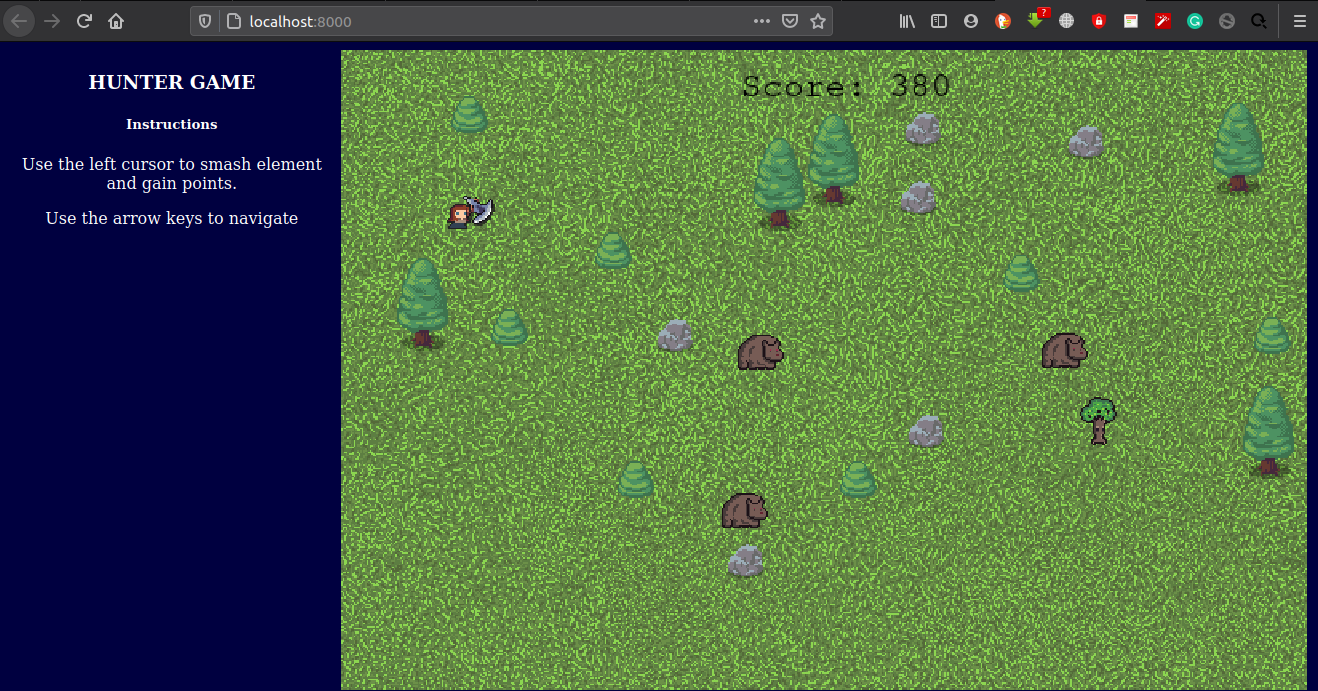 localhost:8000
?
HUNTER GAME
Instructions
Use the left cursor to smash element
and gain points.
Use the arrow keys to navigate
Score: 380